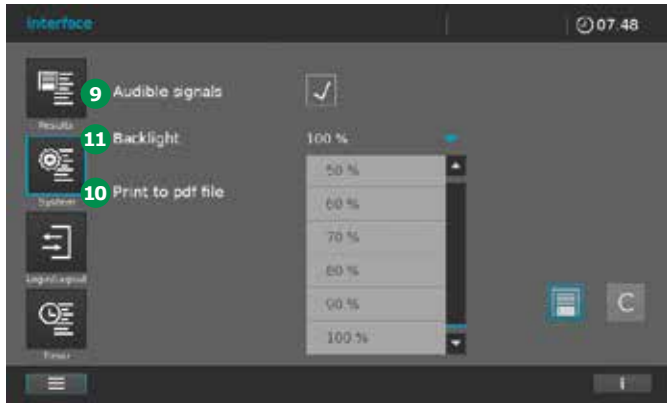 Interface
07.48
9 Audible signals
Results
11 Backlight
100 %
50 %
System
10 Print to pdf file
60 %
70 %
80 %
Login/Logout
90 %
C
100 %
Timer
i